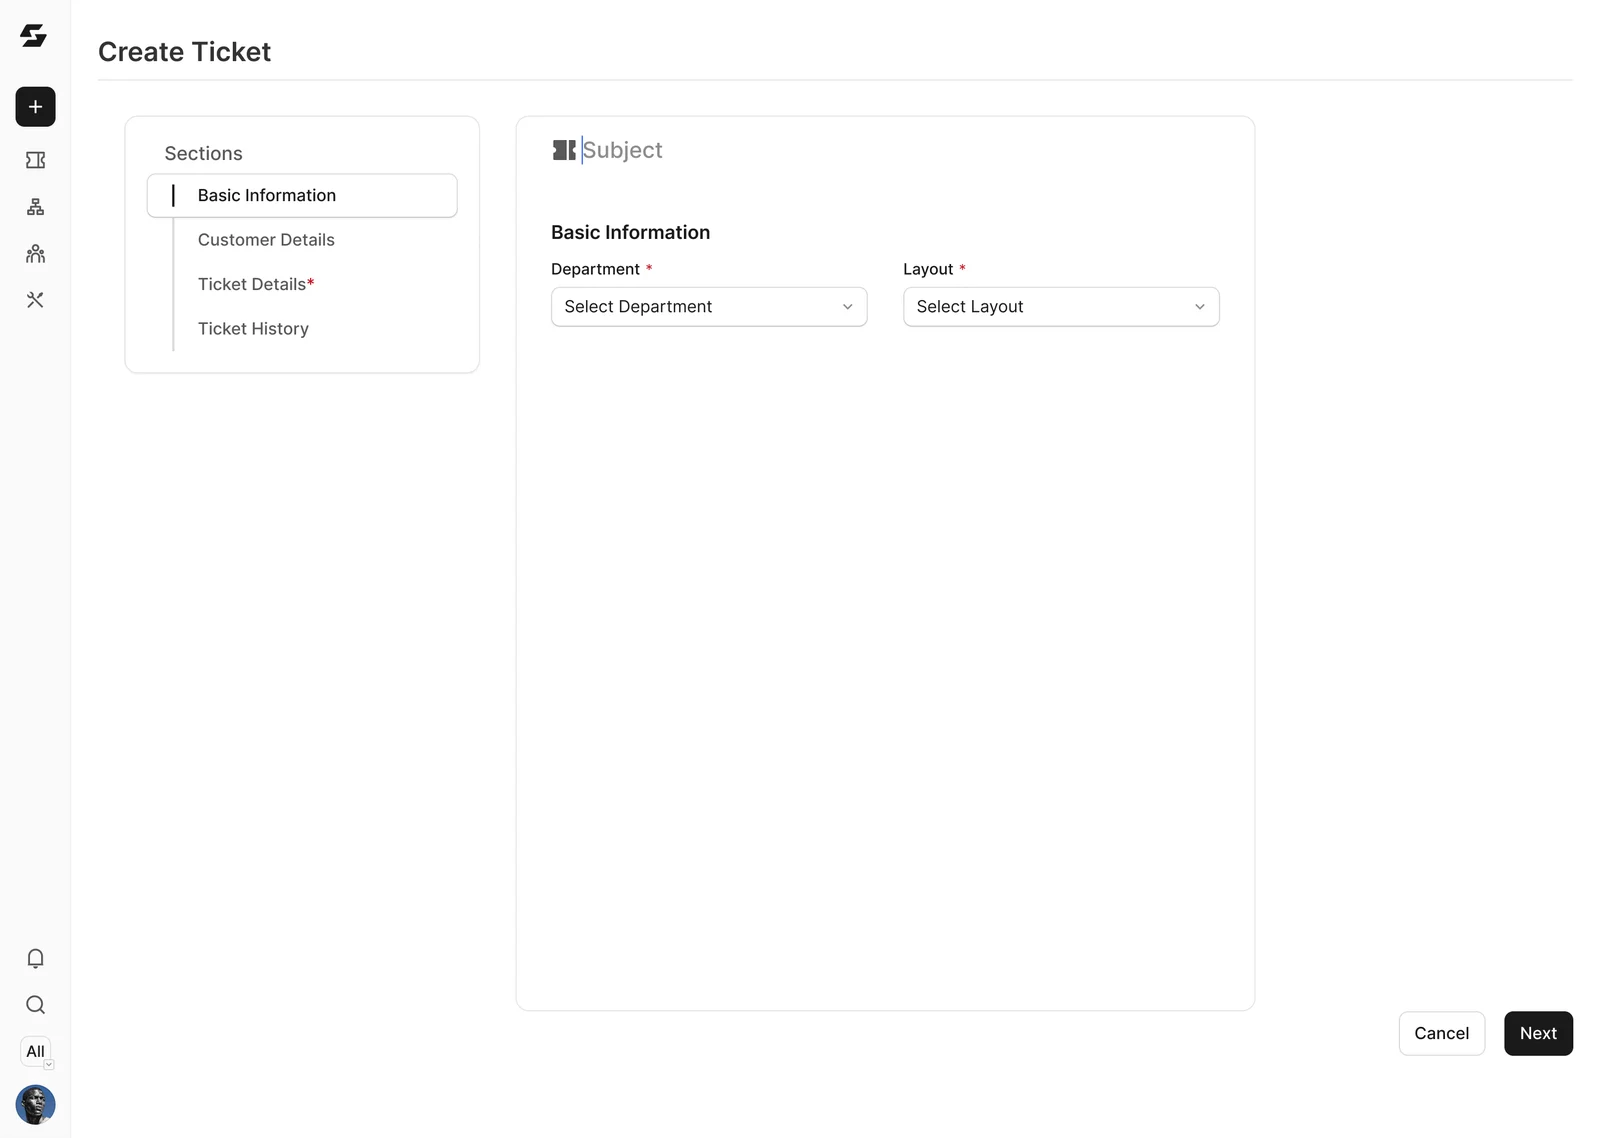 Create Ticket
Sections
Basic Information
Customer Details
Ticket Details*
Ticket History
Subject
Basic Information
Department *
Layout *
Select Department
Select Layout
Cancel
Next
All